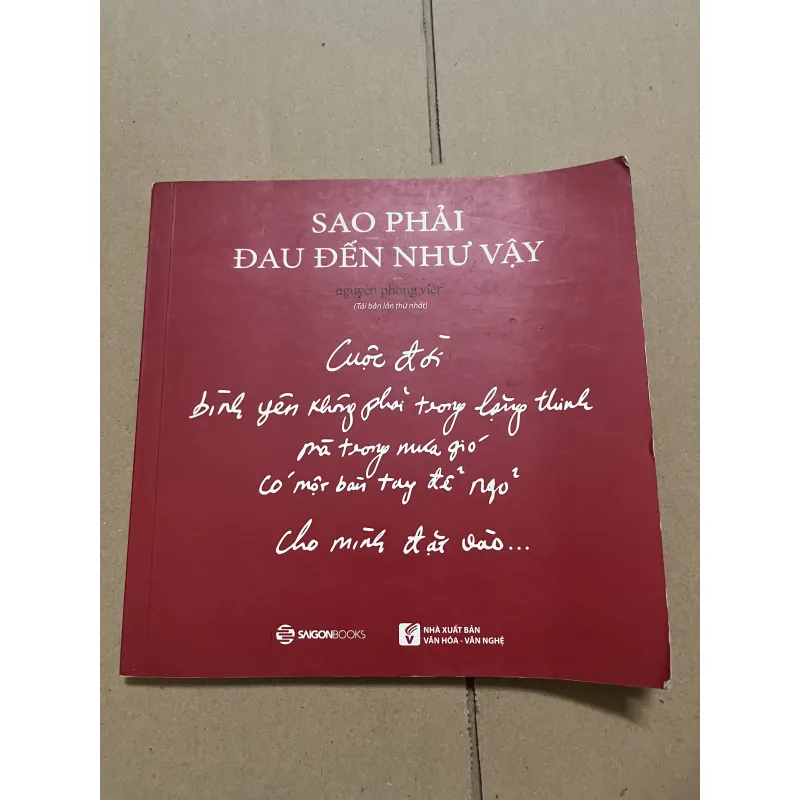 SAO PHẢI
ĐAU ĐẾN NHƯ VẬY
nguyễn phong việt
(Tái bản lần thứ nhất)
Cuộc đời
bình yên không phải trong lặng thinh
mà trong mưa gió
có một bàn tay để ngỏ
cho mình đặt vào...
SAIGONBOOKS
NHÀ XUẤT BẢN
VĂN HÓA - VĂN NGHỆ